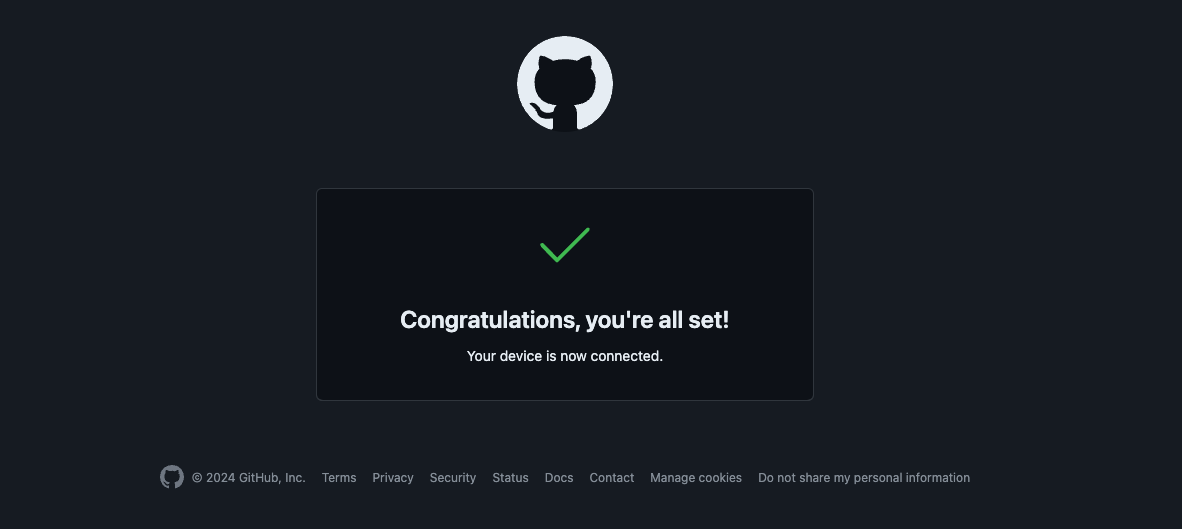 Congratulations, you're all set!
Your device is now connected.
© 2024 GitHub, Inc. Terms Privacy Security Status Docs Contact Manage cookies Do not share my personal information